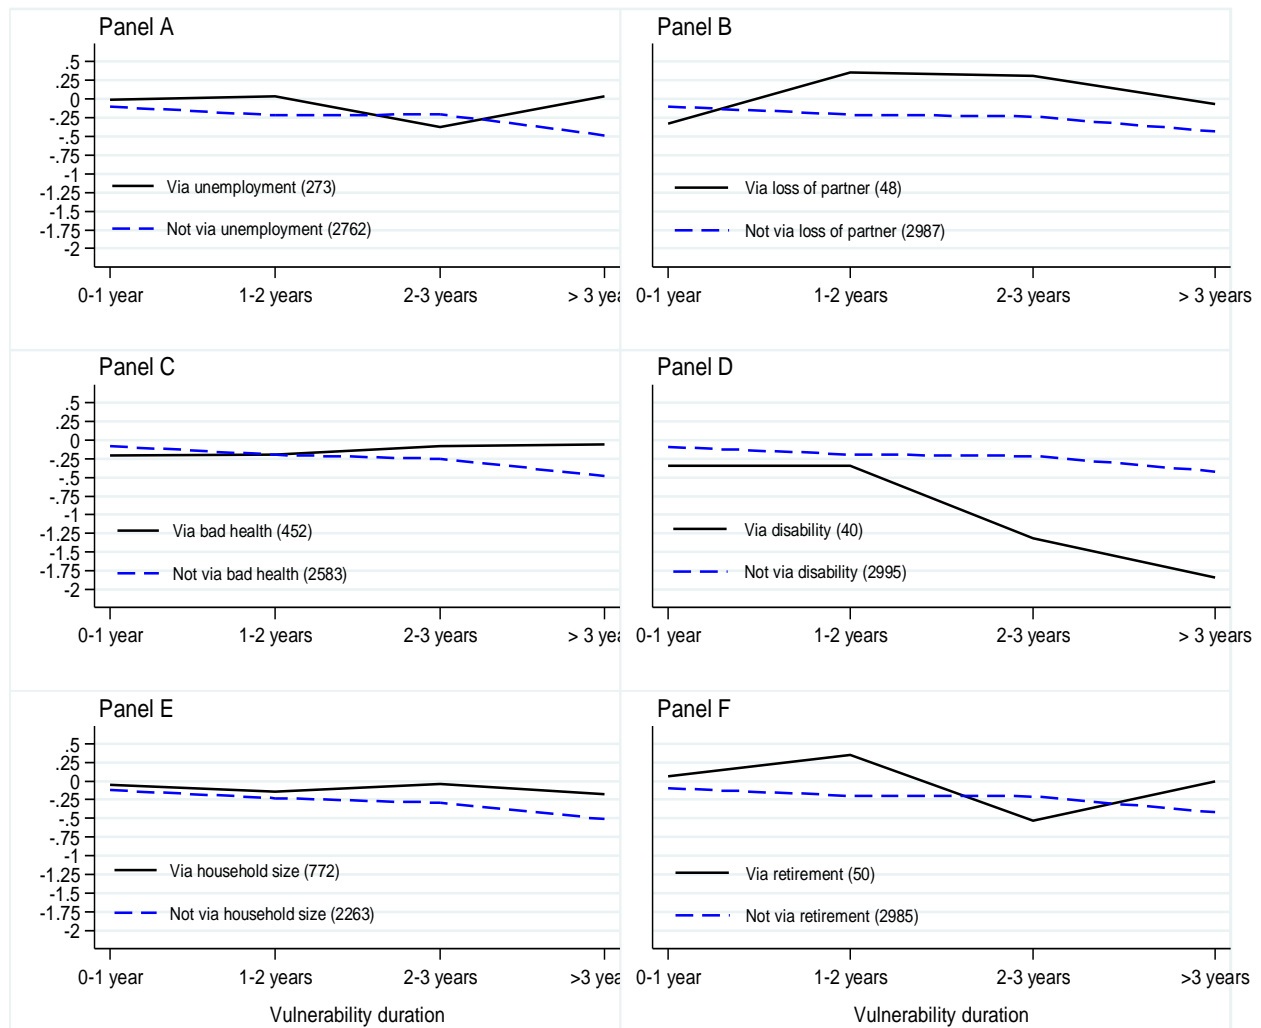 Panel A
.5
.25
0
-.25
-.5
-.75
-1
-1.25
-1.5
-1.75
-2
Via unemployment (273)
Not via unemployment (2762)
0-1 year
1-2 years
2-3 years
> 3 yea
Panel B
Via loss of partner (48)
Not via loss of partner (2987)
0-1 year
1-2 years
2-3 years
> 3 years
Panel C
.5
.25
0
-.25
-.5
-.75
-1
-1.25
-1.5
-1.75
-2
Via bad health (452)
Not via bad health (2583)
0-1 year
1-2 years
2-3 years
> 3 yea
Panel D
Via disability (40)
Not via disability (2995)
0-1 year
1-2 years
2-3 years
> 3 years
Panel E
.5
.25
0
-.25
-.5
-.75
-1
-1.25
-1.5
-1.75
-2
Via household size (772)
Not via household size (2263)
0-1 year
1-2 years
2-3 years
>3 yea
Vulnerability duration
Panel F
Via retirement (50)
Not via retirement (2985)
0-1 year
1-2 years
2-3 years
>3 years
Vulnerability duration